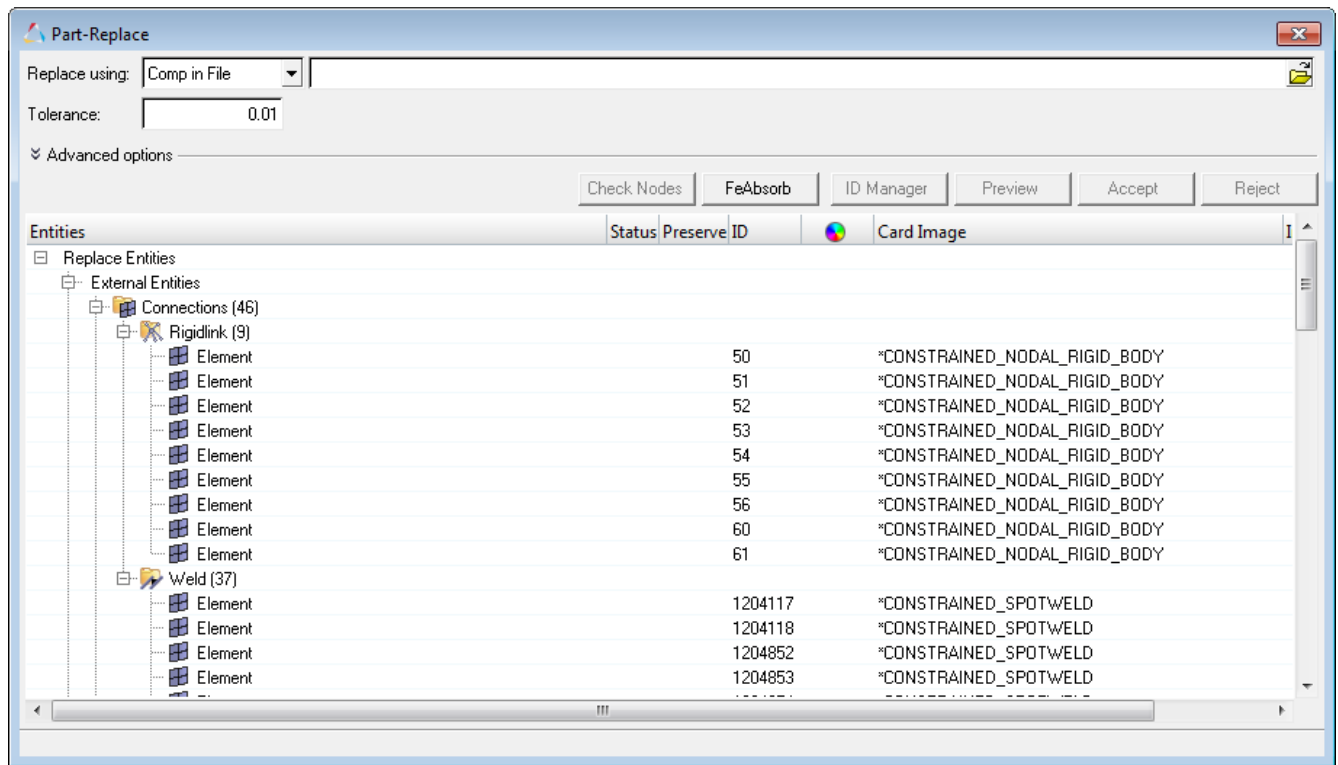 Part-Replace
Replace using: Comp in File
Tolerance: 0.01
Advanced options
Check Nodes FeAbsorb ID Manager Preview Accept Reject
Entities Status Preserve ID Card Image I
Replace Entities
External Entities
Connections (46)
Rigidlink (9)
Element 50 *CONSTRAINED_NODAL_RIGID_BODY
Element 51 *CONSTRAINED_NODAL_RIGID_BODY
Element 52 *CONSTRAINED_NODAL_RIGID_BODY
Element 53 *CONSTRAINED_NODAL_RIGID_BODY
Element 54 *CONSTRAINED_NODAL_RIGID_BODY
Element 55 *CONSTRAINED_NODAL_RIGID_BODY
Element 56 *CONSTRAINED_NODAL_RIGID_BODY
Element 60 *CONSTRAINED_NODAL_RIGID_BODY
Element 61 *CONSTRAINED_NODAL_RIGID_BODY
Weld (37)
Element 1204117 *CONSTRAINED_SPOTWELD
Element 1204118 *CONSTRAINED_SPOTWELD
Element 1204852 *CONSTRAINED_SPOTWELD
Element 1204853 *CONSTRAINED_SPOTWELD